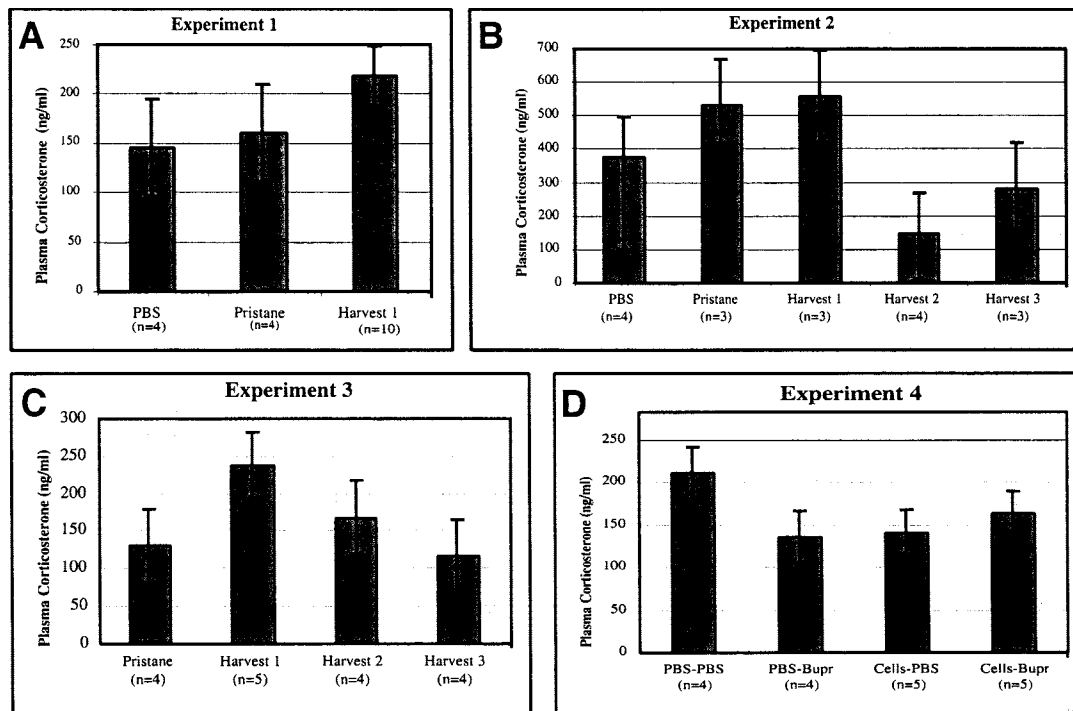 A
Experiment 1
Plasma Corticosterone (ng/ml)
250
200
150
100
50
0
PBS
(n=4)
Pristane
(n=4)
Harvest 1
(n=10)
B
Experiment 2
Plasma Corticosterone (ng/ml)
700
600
500
400
300
200
100
0
PBS
(n=4)
Pristane
(n=3)
Harvest 1
(n=3)
Harvest 2
(n=4)
Harvest 3
(n=3)
C
Experiment 3
Plasma Corticosterone (ng/ml)
300
250
200
150
100
50
0
Pristane
(n=4)
Harvest 1
(n=5)
Harvest 2
(n=4)
Harvest 3
(n=4)
D
Experiment 4
Plasma Corticosterone (ng/ml)
250
200
150
100
50
0
PBS-PBS
(n=4)
PBS-Bupr
(n=4)
Cells-PBS
(n=5)
Cells-Bupr
(n=5)